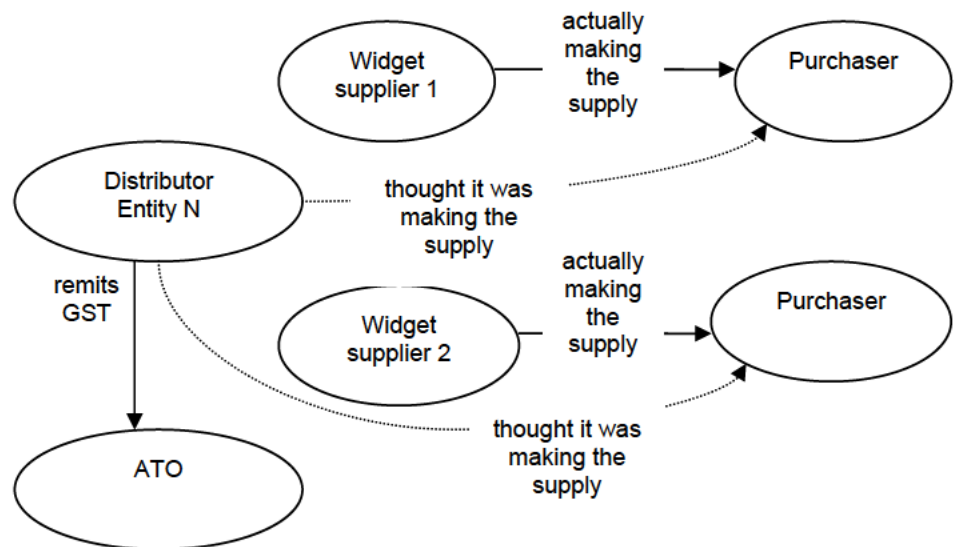 Widget
supplier 1
actually
making
the
supply
Purchaser
Distributor
Entity N
thought it was
making the
supply
remits
GST
Widget
supplier 2
actually
making
the
supply
Purchaser
thought it was
making the
supply
ATO